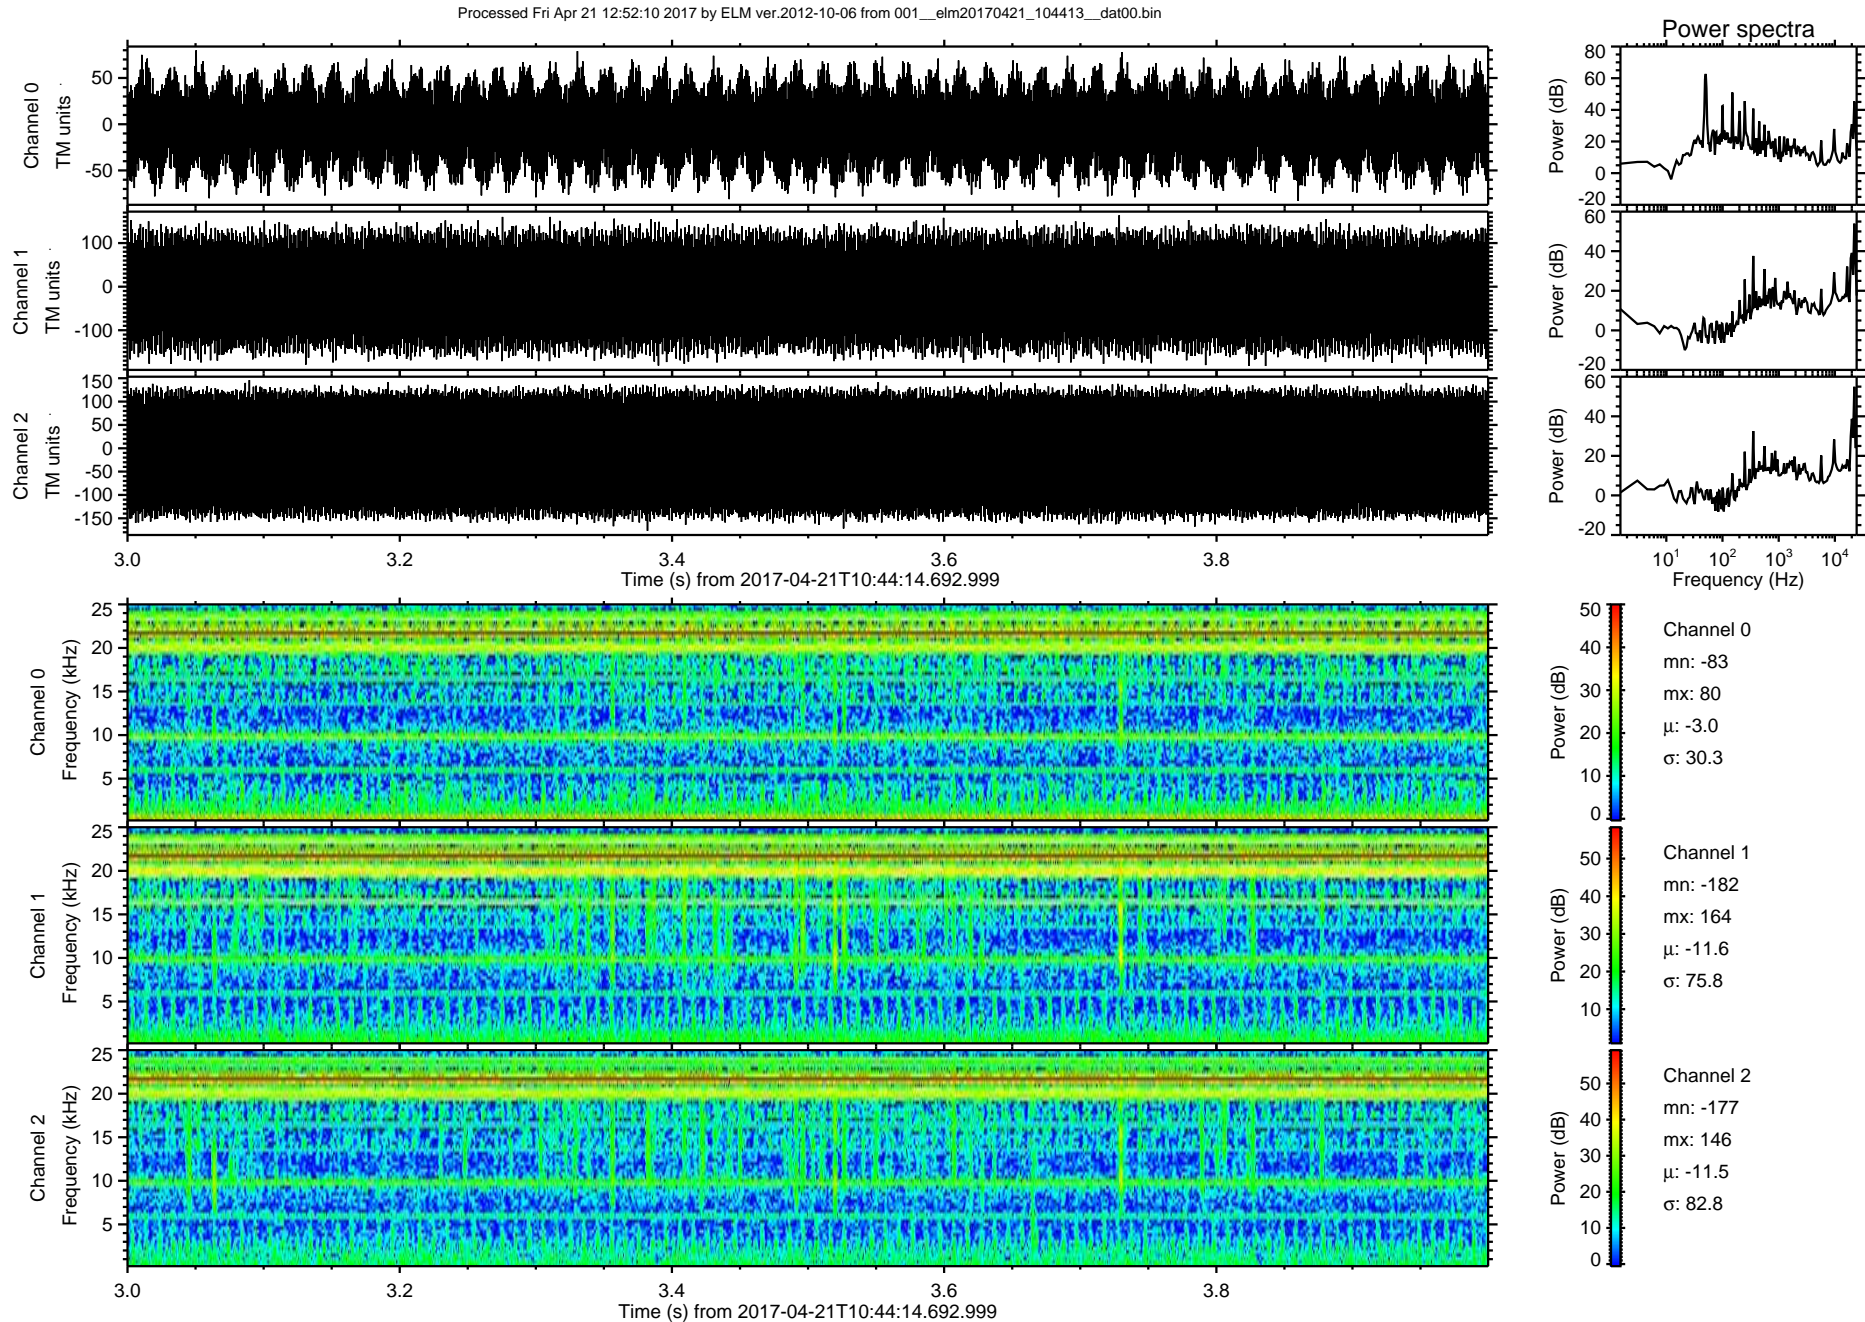 Processed Fri Apr 21 12:52:10 2017 by ELM ver.2012-10-06 from 001__elm20170421_104413__dat00.bin
Power spectra
Channel 0
TM units
50
0
-50
Power (dB)
80
60
40
20
0
-20
Channel 1
TM units
100
0
-100
Power (dB)
60
40
20
0
-20
Channel 2
TM units
150
100
50
0
-50
-100
-150
Power (dB)
60
40
20
0
-20
3.0 3.2 3.4 3.6 3.8
Time (s) from 2017-04-21T10:44:14.692.999
10^1 10^2 10^3 10^4
Frequency (Hz)
Channel 0
Frequency (kHz)
25
20
15
10
5
Power (dB)
50
40
30
20
10
0
Channel 0
mn: -83
mx: 80
μ: -3.0
σ: 30.3
Channel 1
Frequency (kHz)
25
20
15
10
5
Power (dB)
50
40
30
20
10
Channel 1
mn: -182
mx: 164
μ: -11.6
σ: 75.8
Channel 2
Frequency (kHz)
25
20
15
10
5
Power (dB)
50
40
30
20
10
0
Channel 2
mn: -177
mx: 146
μ: -11.5
σ: 82.8
3.0 3.2 3.4 3.6 3.8
Time (s) from 2017-04-21T10:44:14.692.999